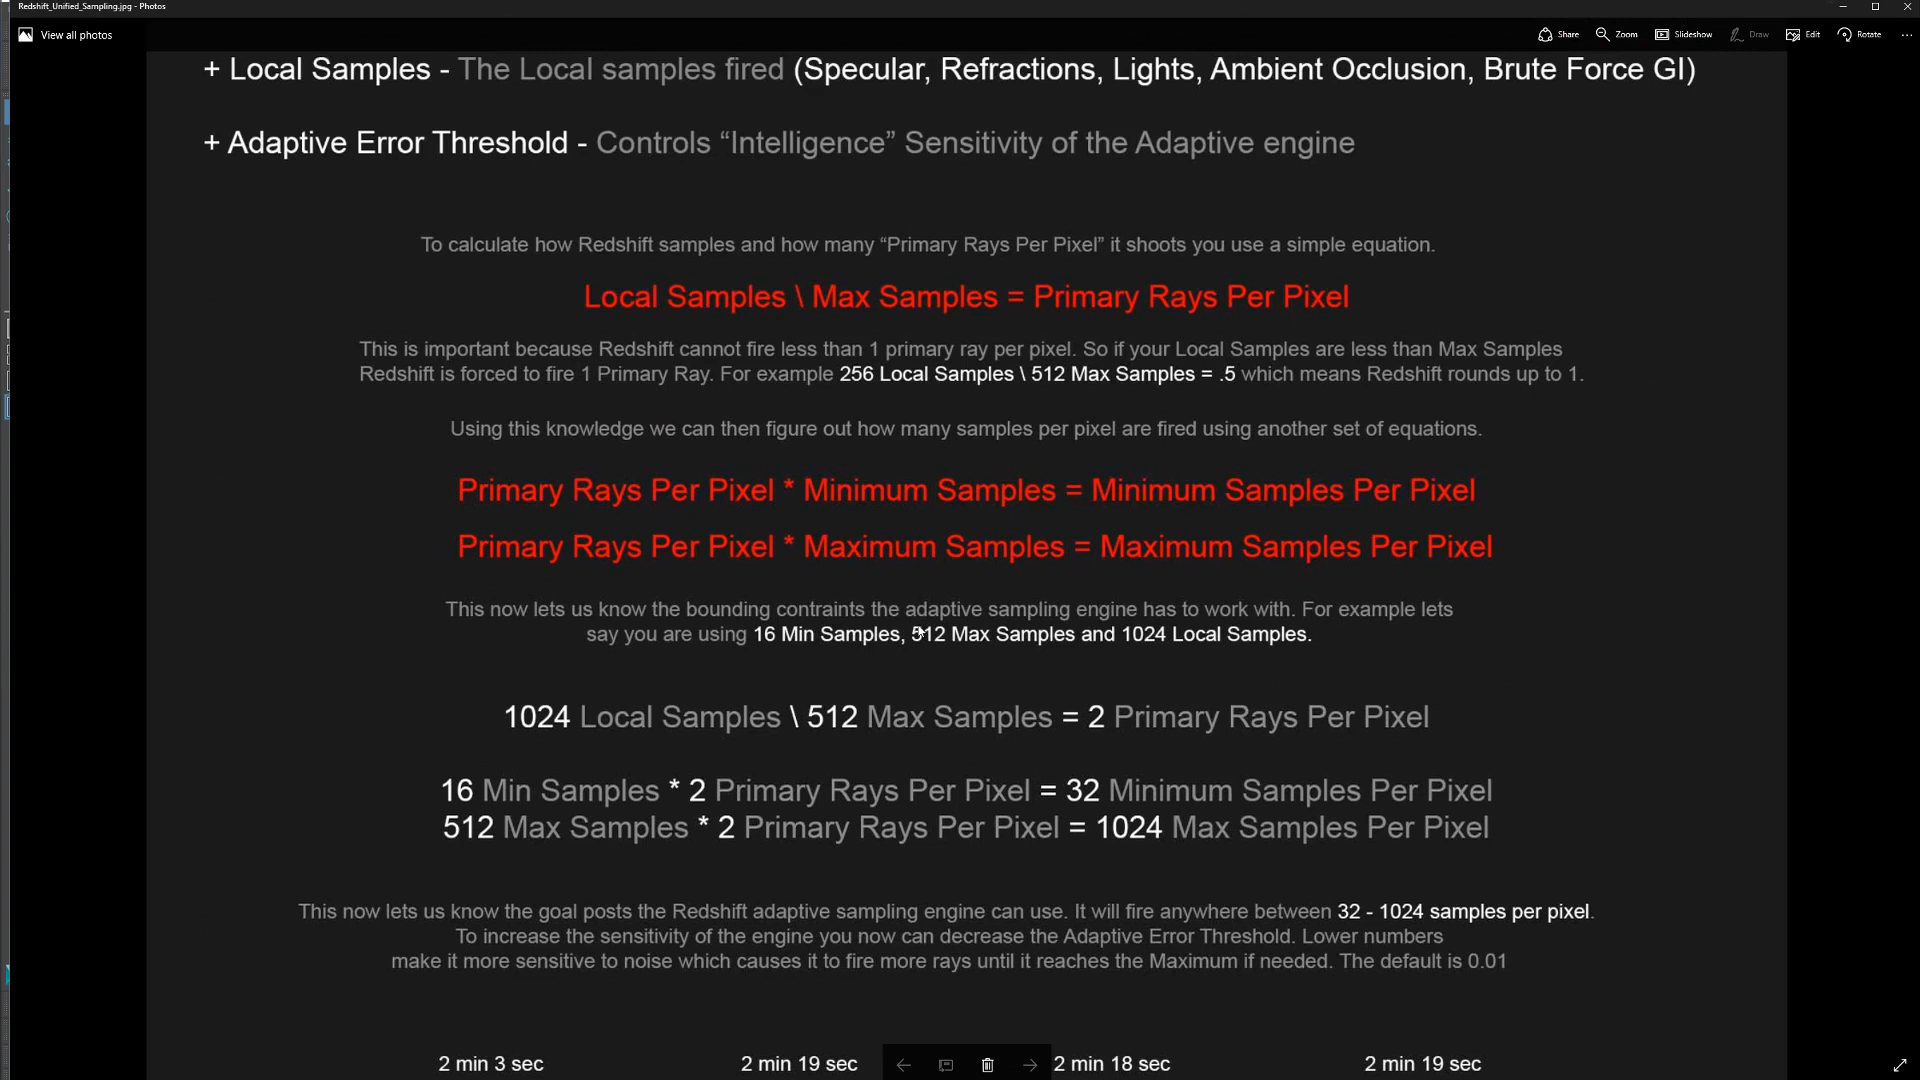 Redshift_Unified_Sampling.jpg - Photos
View all photos
Share
Zoom
Slideshow
Draw
Edit
Rotate
+ Local Samples - The Local samples fired (Specular, Refractions, Lights, Ambient Occlusion, Brute Force GI)
+ Adaptive Error Threshold - Controls “Intelligence” Sensitivity of the Adaptive engine
To calculate how Redshift samples and how many “Primary Rays Per Pixel” it shoots you use a simple equation.
Local Samples \ Max Samples = Primary Rays Per Pixel
This is important because Redshift cannot fire less than 1 primary ray per pixel. So if your Local Samples are less than Max Samples
Redshift is forced to fire 1 Primary Ray. For example 256 Local Samples \ 512 Max Samples = .5 which means Redshift rounds up to 1.
Using this knowledge we can then figure out how many samples per pixel are fired using another set of equations.
Primary Rays Per Pixel * Minimum Samples = Minimum Samples Per Pixel
Primary Rays Per Pixel * Maximum Samples = Maximum Samples Per Pixel
This now lets us know the bounding contraints the adaptive sampling engine has to work with. For example lets
say you are using 16 Min Samples, 512 Max Samples and 1024 Local Samples.
1024 Local Samples \ 512 Max Samples = 2 Primary Rays Per Pixel
16 Min Samples * 2 Primary Rays Per Pixel = 32 Minimum Samples Per Pixel
512 Max Samples * 2 Primary Rays Per Pixel = 1024 Max Samples Per Pixel
This now lets us know the goal posts the Redshift adaptive sampling engine can use. It will fire anywhere between 32 - 1024 samples per pixel.
To increase the sensitivity of the engine you now can decrease the Adaptive Error Threshold. Lower numbers
make it more sensitive to noise which causes it to fire more rays until it reaches the Maximum if needed. The default is 0.01
2 min 3 sec
2 min 19 sec
2 min 18 sec
2 min 19 sec